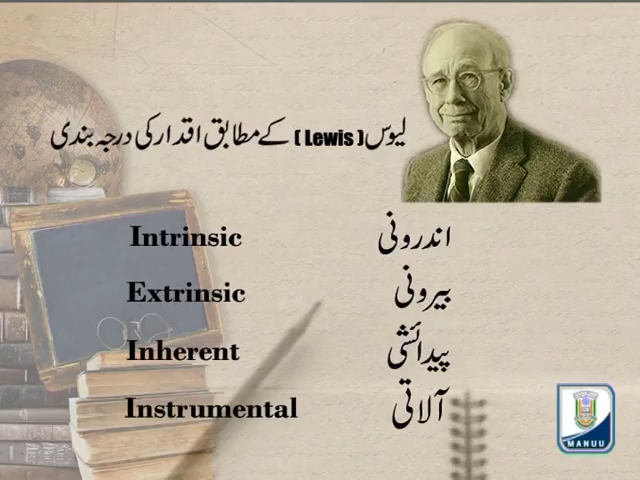 لیوس (Lewis) کے مطابق اقدار کی درجہ بندی
Intrinsic اندرونی
Extrinsic بیرونی
Inherent پیدائشی
Instrumental آلاتی
MANUU